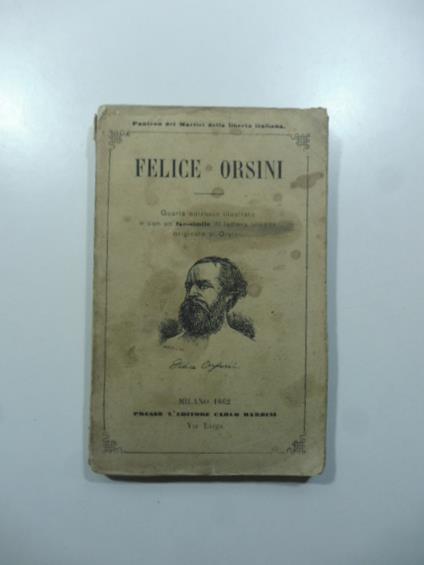 Panteon dei Martiri della libertà italiana.
FELICE ORSINI
Quarta edizione illustrata
e con un fac-simile di lettera
originale di Orsini
Felice Orsini
MILANO 1862
PRESSO L'EDITORE CARLO BARBINI
Via Larga